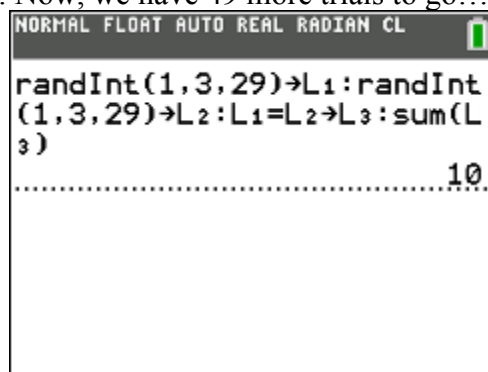 . Now, we have 49 more trials to go…
NORMAL FLOAT AUTO REAL RADIAN CL
randInt(1,3,29)→L₁:randInt
(1,3,29)→L₂:L₁=L₂→L₃:sum(L
₃)
10